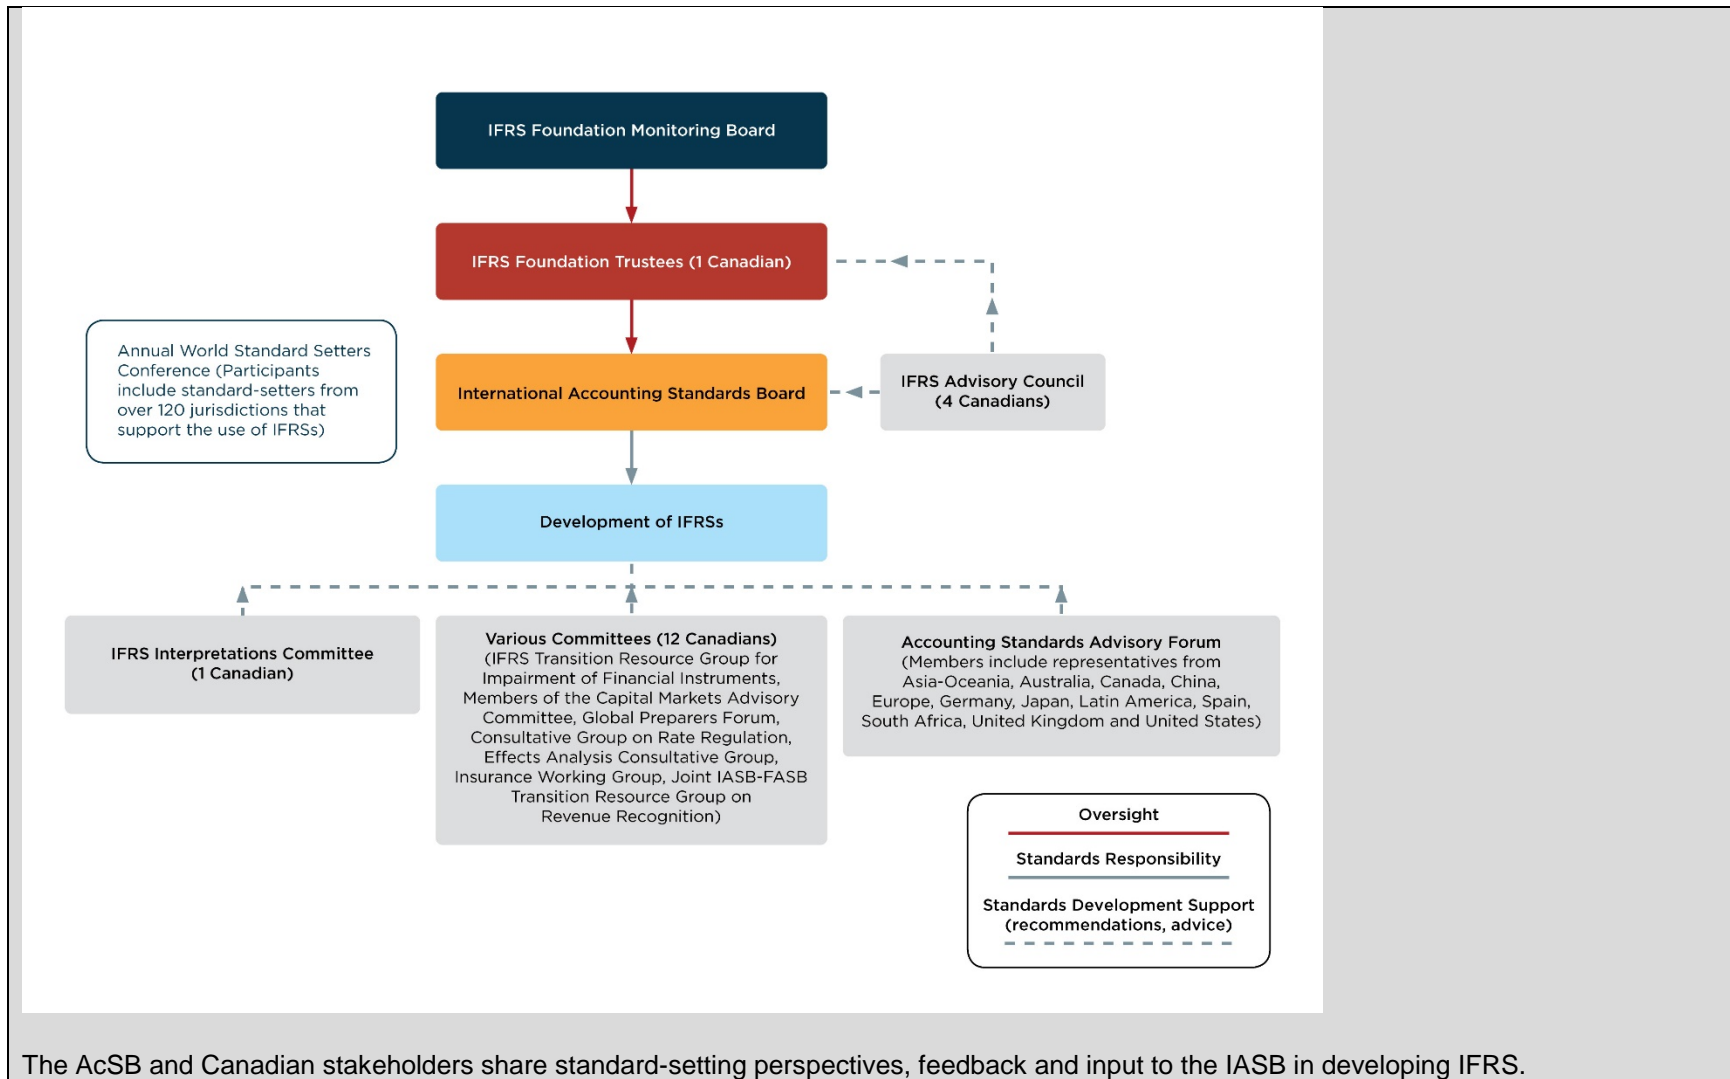 IFRS Foundation Monitoring Board
IFRS Foundation Trustees (1 Canadian)
Annual World Standard Setters
Conference (Participants
include standard-setters from
over 120 jurisdictions that
support the use of IFRSs)
International Accounting Standards Board
IFRS Advisory Council
(4 Canadians)
Development of IFRSs
IFRS Interpretations Committee
(1 Canadian)
Various Committees (12 Canadians)
(IFRS Transition Resource Group for
Impairment of Financial Instruments,
Members of the Capital Markets Advisory
Committee, Global Preparers Forum,
Consultative Group on Rate Regulation,
Effects Analysis Consultative Group,
Insurance Working Group, Joint IASB-FASB
Transition Resource Group on
Revenue Recognition)
Accounting Standards Advisory Forum
(Members include representatives from
Asia-Oceania, Australia, Canada, China,
Europe, Germany, Japan, Latin America, Spain,
South Africa, United Kingdom and United States)
Oversight
Standards Responsibility
Standards Development Support
(recommendations, advice)
The AcSB and Canadian stakeholders share standard-setting perspectives, feedback and input to the IASB in developing IFRS.